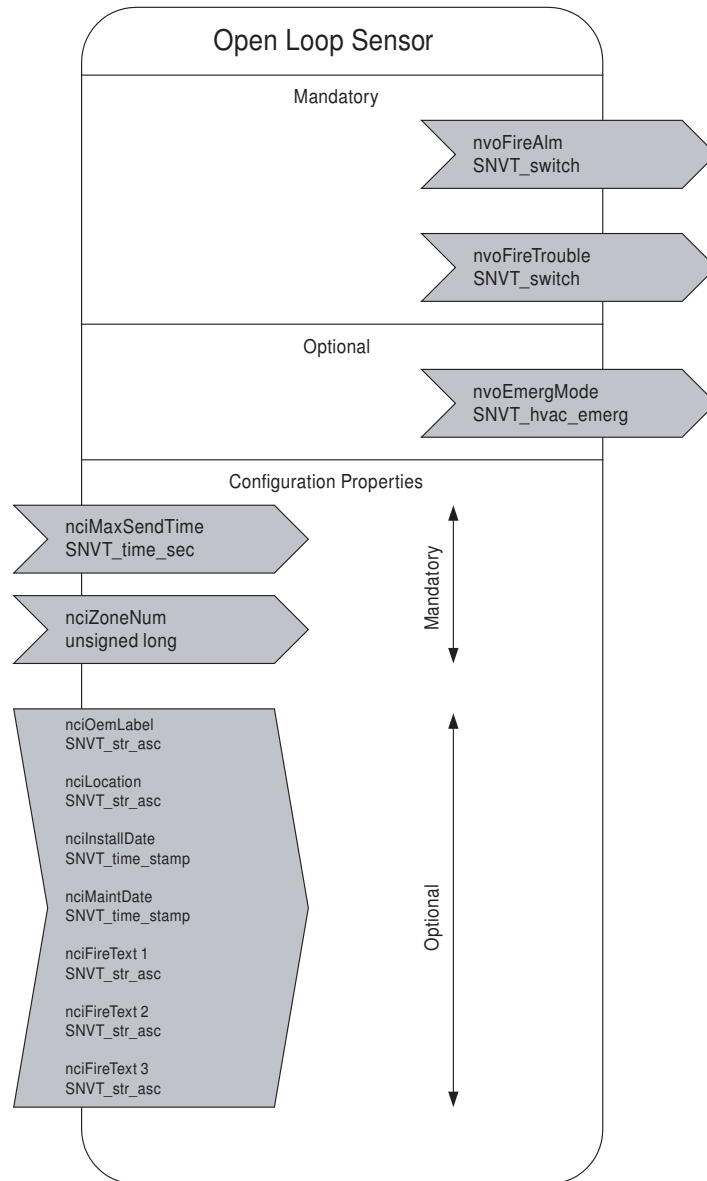 Open Loop Sensor
Mandatory
nvoFireAlm
SNVT_switch
nvoFireTrouble
SNVT_switch
Optional
nvoEmergMode
SNVT_hvac_emerg
Configuration Properties
nciMaxSendTime
SNVT_time_sec
nciZoneNum
unsigned long
Mandatory
nciOemLabel
SNVT_str_asc
nciLocation
SNVT_str_asc
nciInstallDate
SNVT_time_stamp
nciMaintDate
SNVT_time_stamp
nciFireText 1
SNVT_str_asc
nciFireText 2
SNVT_str_asc
nciFireText 3
SNVT_str_asc
Optional